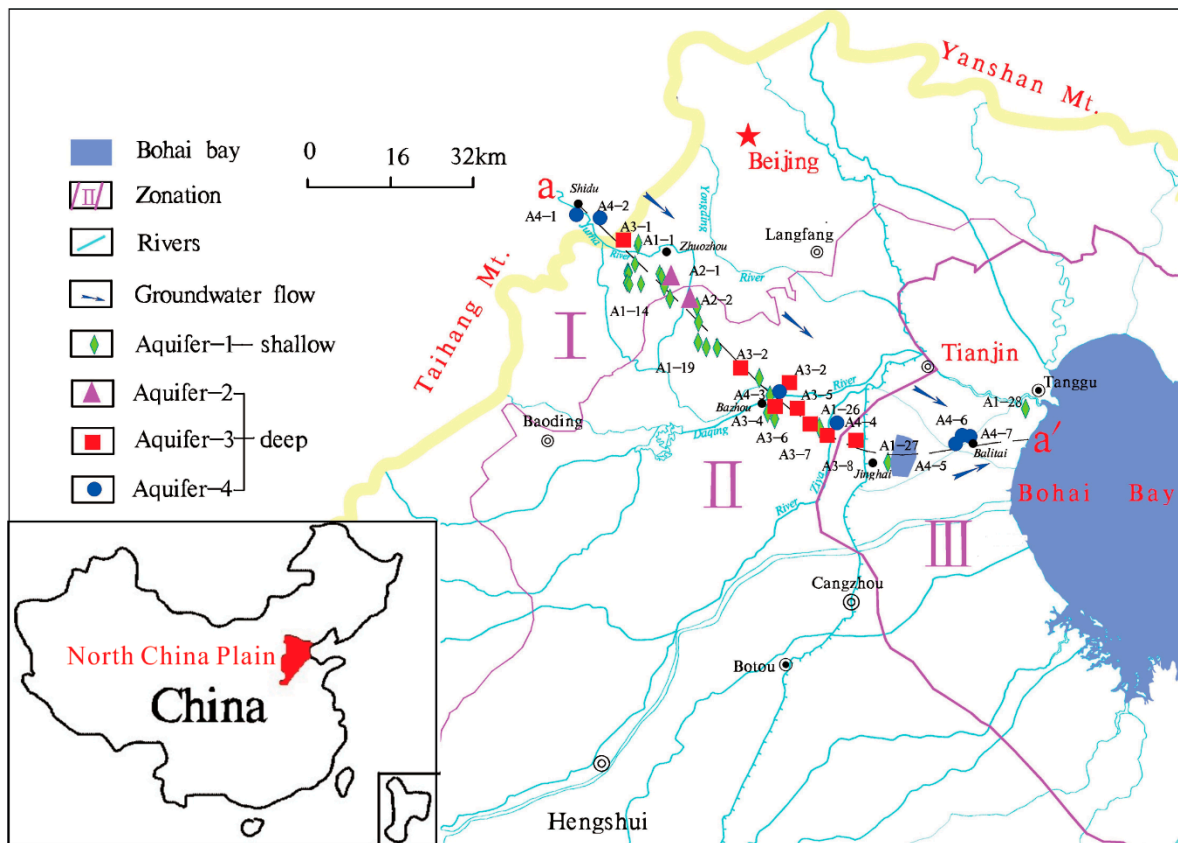 Yanshan Mt.
Beijing
Bohai bay
0 16 32km
Zonation
II
Rivers
Groundwater flow
Aquifer-1— shallow
Aquifer-2
Aquifer-3
deep
Aquifer-4
a
Shidu
A4-1
A4-2
Juma
River
A3-1
A1-1
Zhuozhou
Yongding
River
Langfang
A2-1
A2-2
A1-14
Taihang Mt.
I
A1-19
A3-2
A3-2
River
Tianjin
Tanggu
A4-3
A3-5
Bazhou
A1-26
A1-28
Baoding
Daqing
A3-4
A4-4
A4-6
A3-6
A1-27
A4-7
a'
Balitai
A3-7
A3-8
A4-5
Jinghai
II
Ziya
River
Bohai Bay
III
Cangzhou
Botou
Hengshui
North China Plain
China